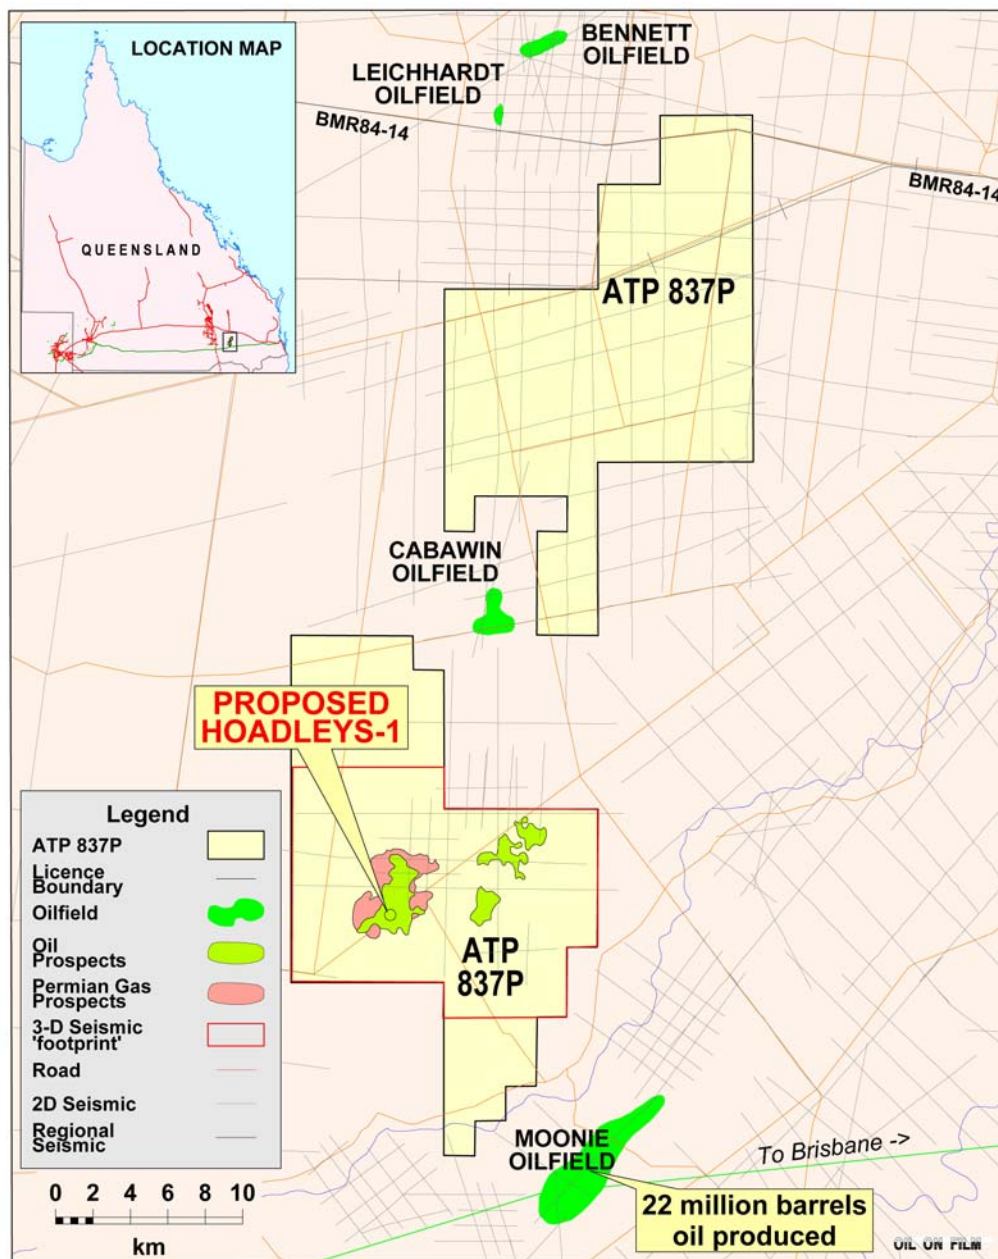 LOCATION MAP
QUEENSLAND
BENNETT
OILFIELD
LEICHHARDT
OILFIELD
BMR84-14
BMR84-14
ATP 837P
CABAWIN
OILFIELD
PROPOSED
HOADLEYS-1
ATP
837P
Legend
ATP 837P
Licence
Boundary
Oilfield
Oil
Prospects
Permian Gas
Prospects
3-D Seismic
'footprint'
Road
2D Seismic
Regional
Seismic
0 2 4 6 8 10
km
MOONIE
OILFIELD
To Brisbane ->
22 million barrels
oil produced
OIL ON FILM